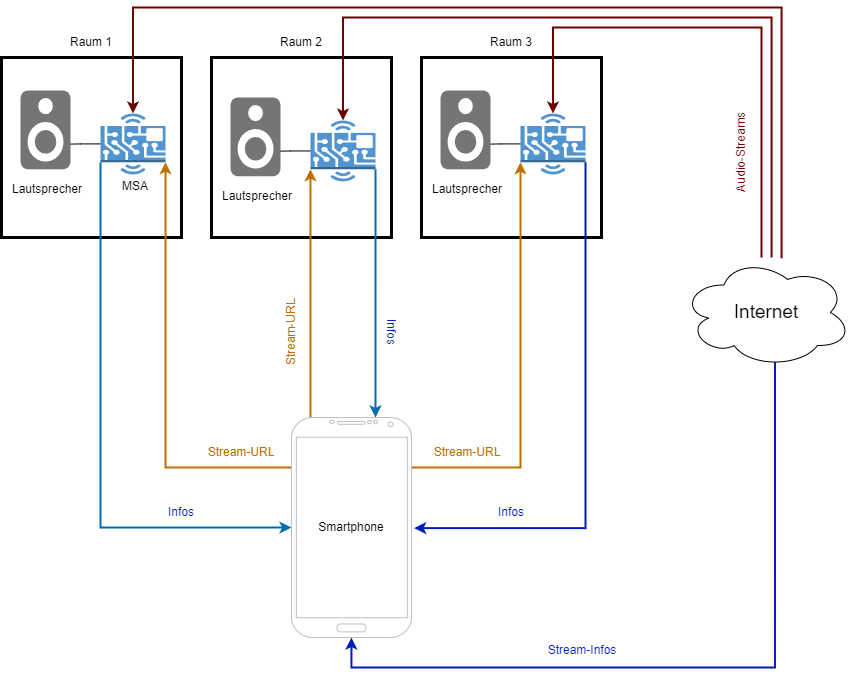 Raum 1
Raum 2
Raum 3
Lautsprecher
MSA
Lautsprecher
Lautsprecher
Audio-Streams
Internet
Stream-URL
Infos
Stream-URL
Stream-URL
Infos
Infos
Smartphone
Stream-Infos